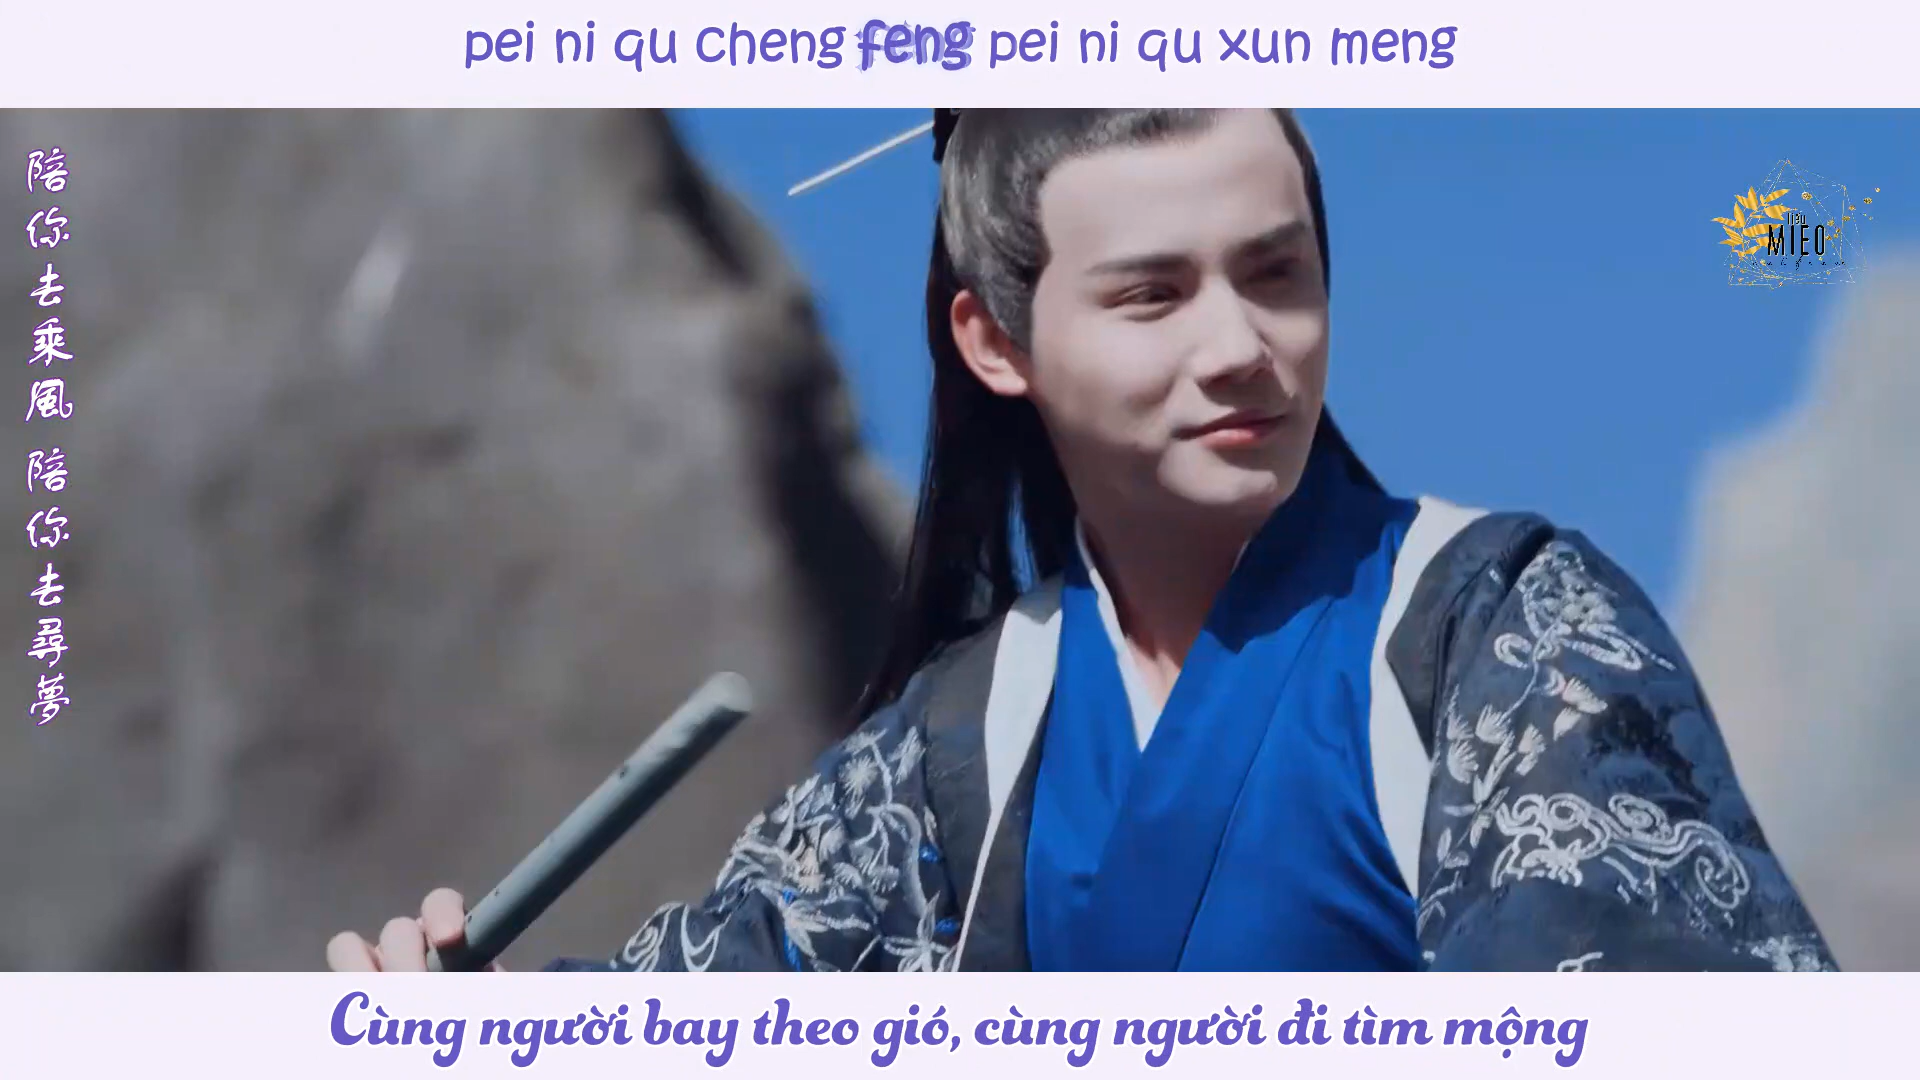 pei ni qu cheng feng pei ni qu xun meng
陪你去乘風 陪你去尋夢
MIEO
Cùng người bay theo gió, cùng người đi tìm mộng